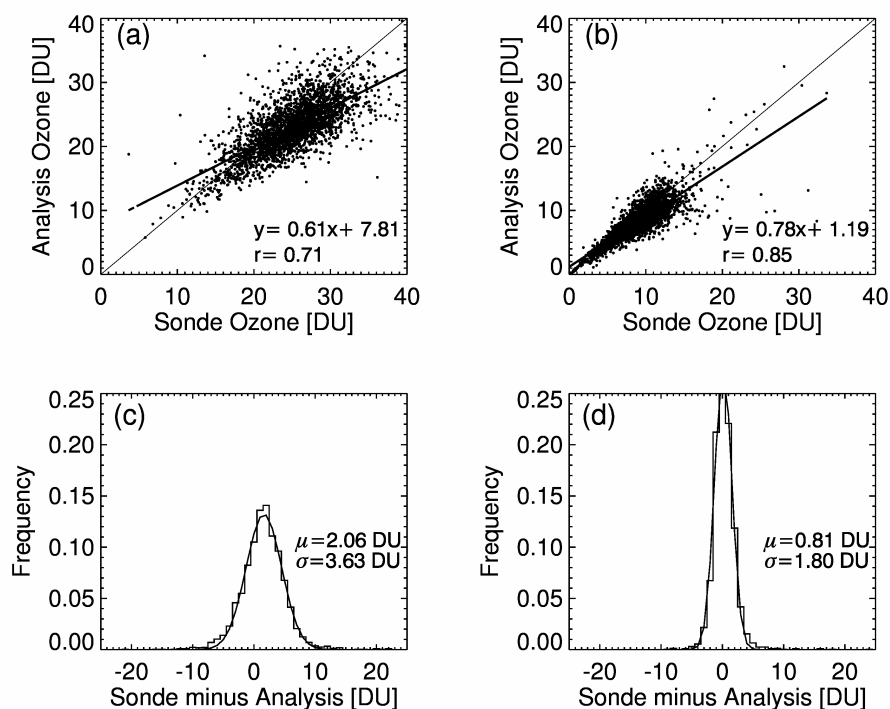 (a)
40
30
20
10
0
Analysis Ozone [DU]
y= 0.61x+ 7.81
r= 0.71
0 10 20 30 40
Sonde Ozone [DU]
(b)
40
30
20
10
0
Analysis Ozone [DU]
y= 0.78x+ 1.19
r= 0.85
0 10 20 30 40
Sonde Ozone [DU]
(c)
0.25
0.20
0.15
0.10
0.05
0.00
Frequency
μ=2.06 DU
σ=3.63 DU
-20 -10 0 10 20
Sonde minus Analysis [DU]
(d)
0.25
0.20
0.15
0.10
0.05
0.00
Frequency
μ=0.81 DU
σ=1.80 DU
-20 -10 0 10 20
Sonde minus Analysis [DU]